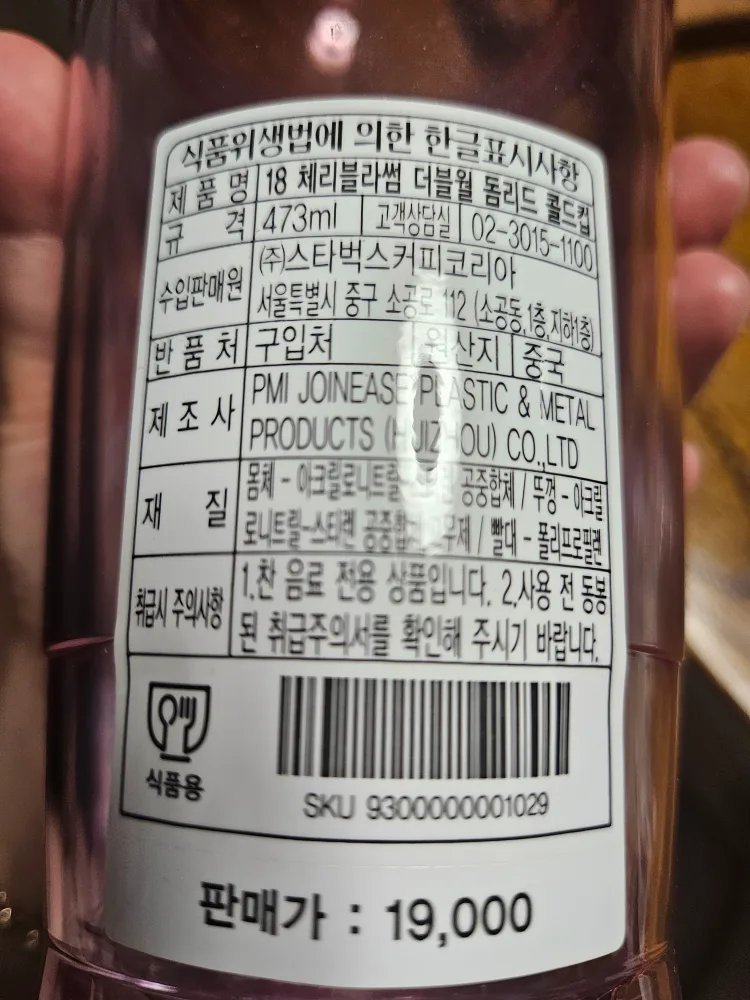 식품위생법에 의한 한글표시사항
제 품 명 18 체리블라썸 더블월 돔리드 콜드컵
규 격 473ml 고객상담실 02-3015-1100
수입판매원 (주)스타벅스커피코리아
서울특별시 중구 소공로 112 (소공동,1층,지하1층)
반 품 처 구입처 원산지 중국
제 조 사 PMI JOINEASE PLASTIC & METAL
PRODUCTS (HUIZHOU) CO.,LTD
재 질 몸체 - 아크릴로니트릴 공중합체 / 뚜껑 - 아크릴
로니트릴-스티렌 공중합체 / 빨대 - 폴리프로필렌
취급시 주의사항 1.찬 음료 전용 상품입니다. 2.사용 전 동봉
된 취급주의서를 확인해 주시기 바랍니다.
식품용
SKU 9300000001029
판매가 : 19,000